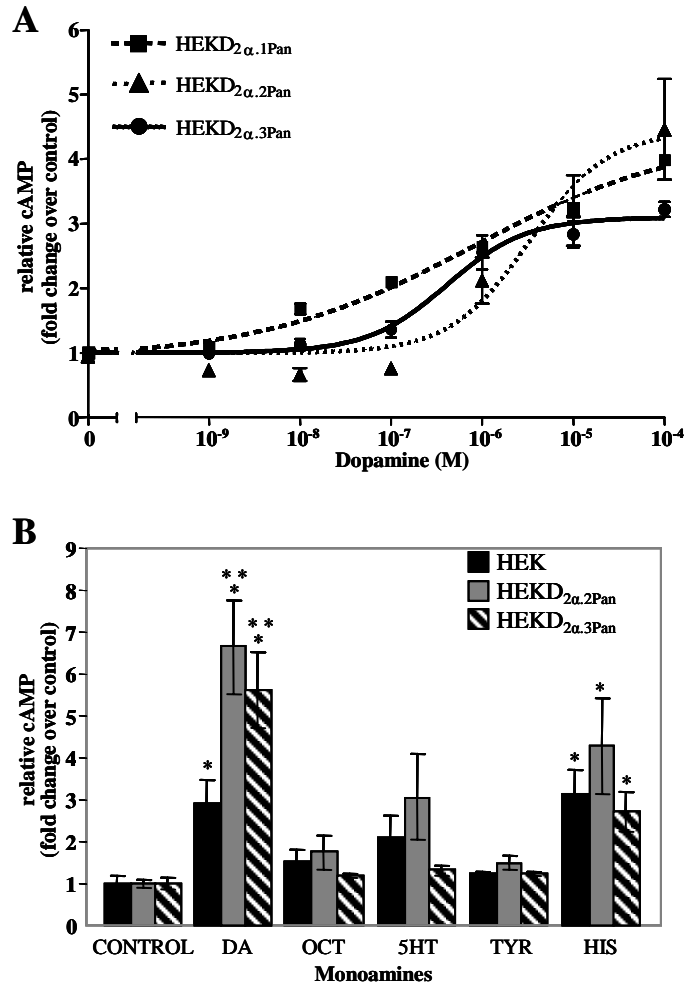 A
6
5
4
3
2
1
0
relative cAMP
(fold change over control)
HEKD2α.1Pan
HEKD2α.2Pan
HEKD2α.3Pan
0 10-9 10-8 10-7 10-6 10-5 10-4
Dopamine (M)
B
9
8
7
6
5
4
3
2
1
0
relative cAMP
(fold change over control)
HEK
HEKD2α.2Pan
HEKD2α.3Pan
*
* *
*
* *
*
*
*
*
CONTROL DA OCT 5HT TYR HIS
Monoamines